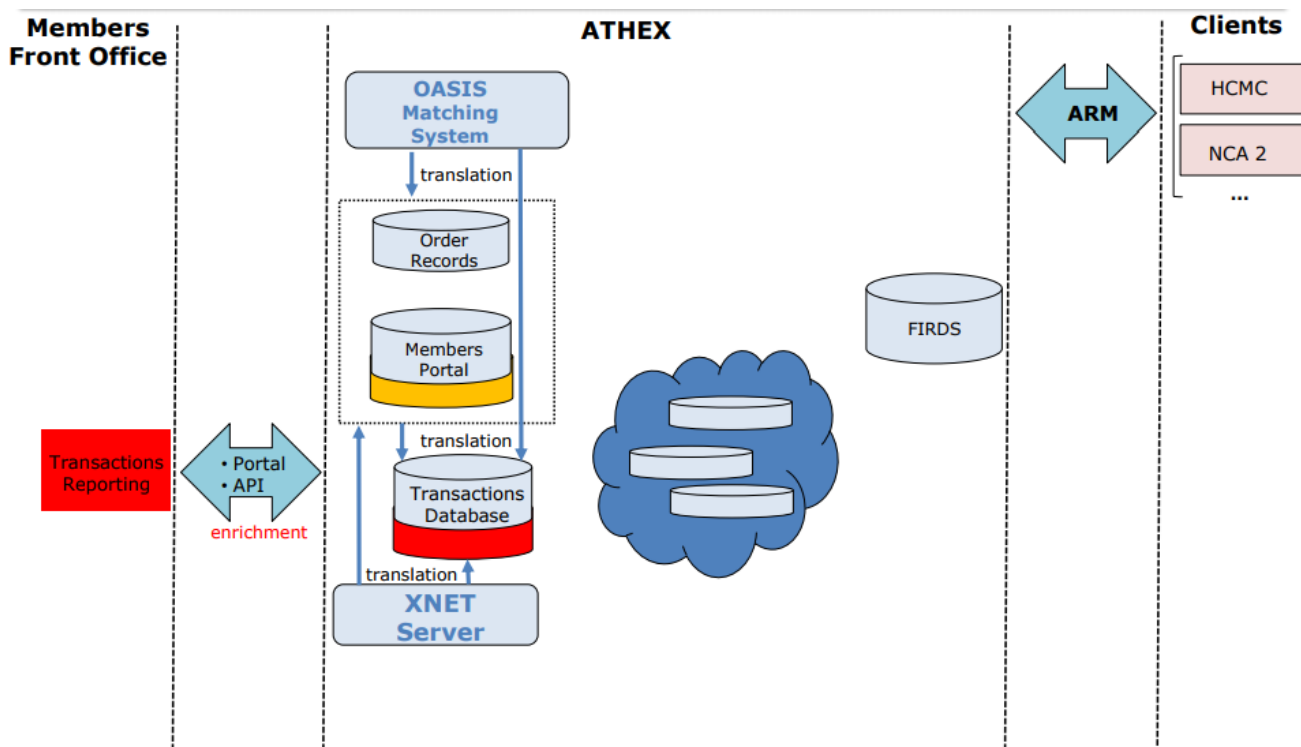 Members
Front Office
ATHEX
Clients
OASIS
Matching
System
ARM
HCMC
NCA 2
...
translation
Order
Records
FIRDS
Members
Portal
translation
Transactions
Reporting
• Portal
• API
enrichment
Transactions
Database
translation
XNET
Server